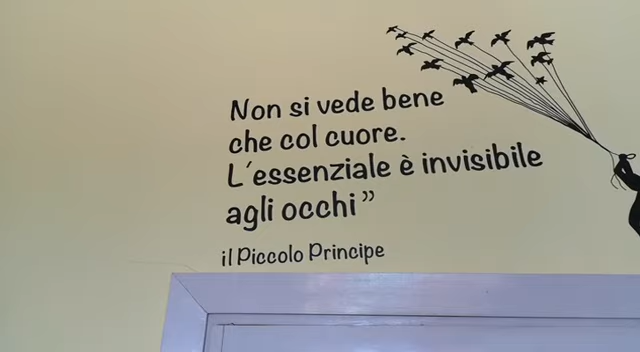 Non si vede bene
che col cuore.
L'essenziale è invisibile
agli occhi”
il Piccolo Principe